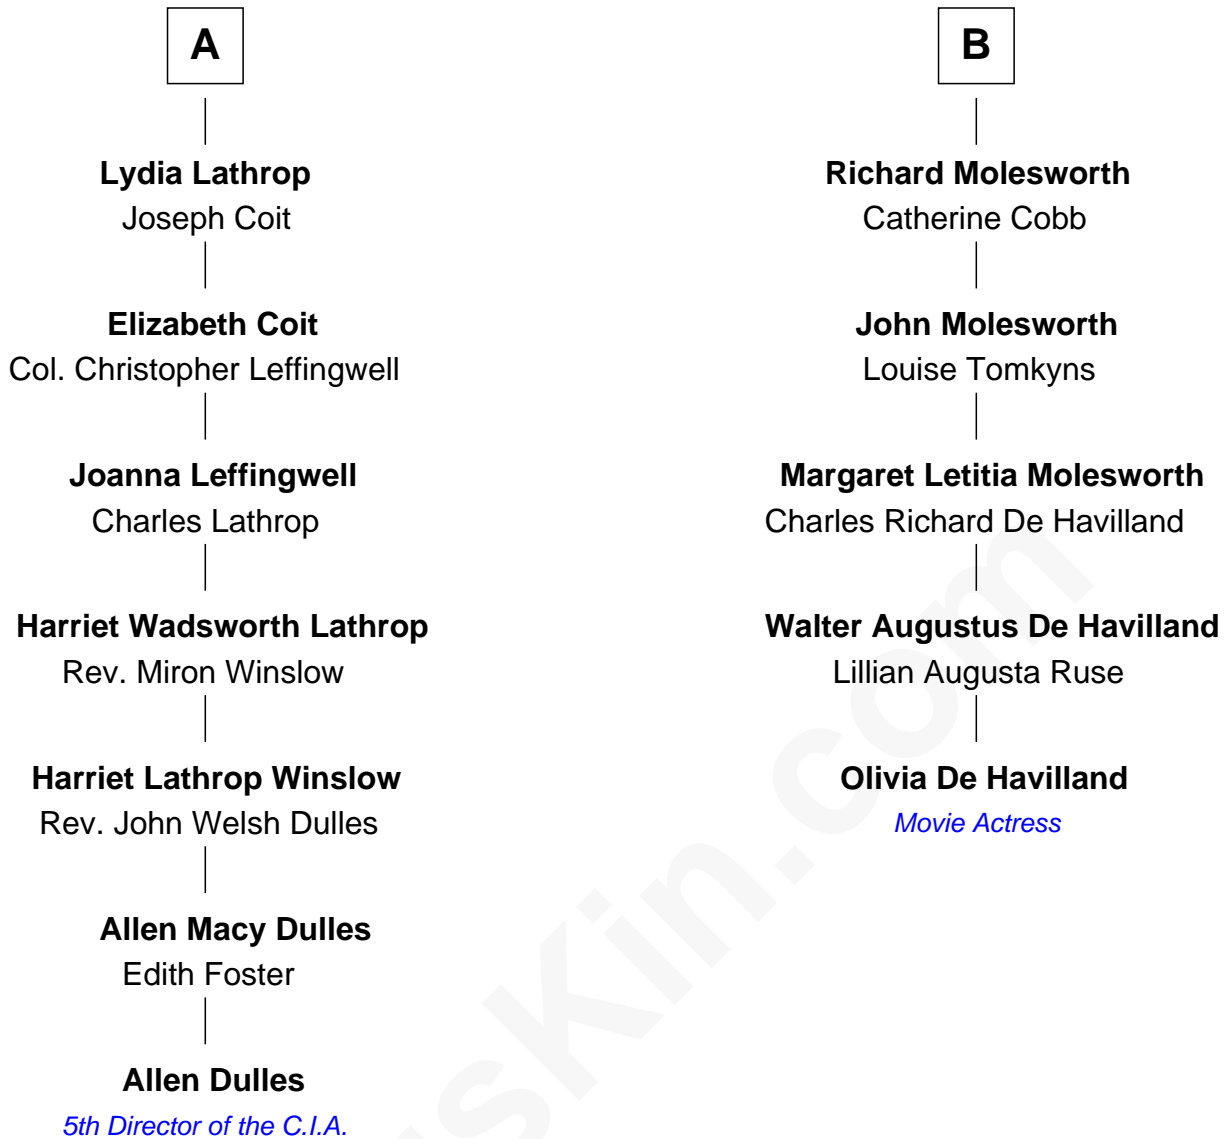 A
Lydia Lathrop
Joseph Coit
Elizabeth Coit
Col. Christopher Leffingwell
Joanna Leffingwell
Charles Lathrop
Harriet Wadsworth Lathrop
Rev. Miron Winslow
Harriet Lathrop Winslow
Rev. John Welsh Dulles
Allen Macy Dulles
Edith Foster
Allen Dulles
5th Director of the C.I.A.
B
Richard Molesworth
Catherine Cobb
John Molesworth
Louise Tomkyns
Margaret Letitia Molesworth
Charles Richard De Havilland
Walter Augustus De Havilland
Lillian Augusta Ruse
Olivia De Havilland
Movie Actress
usKin.com